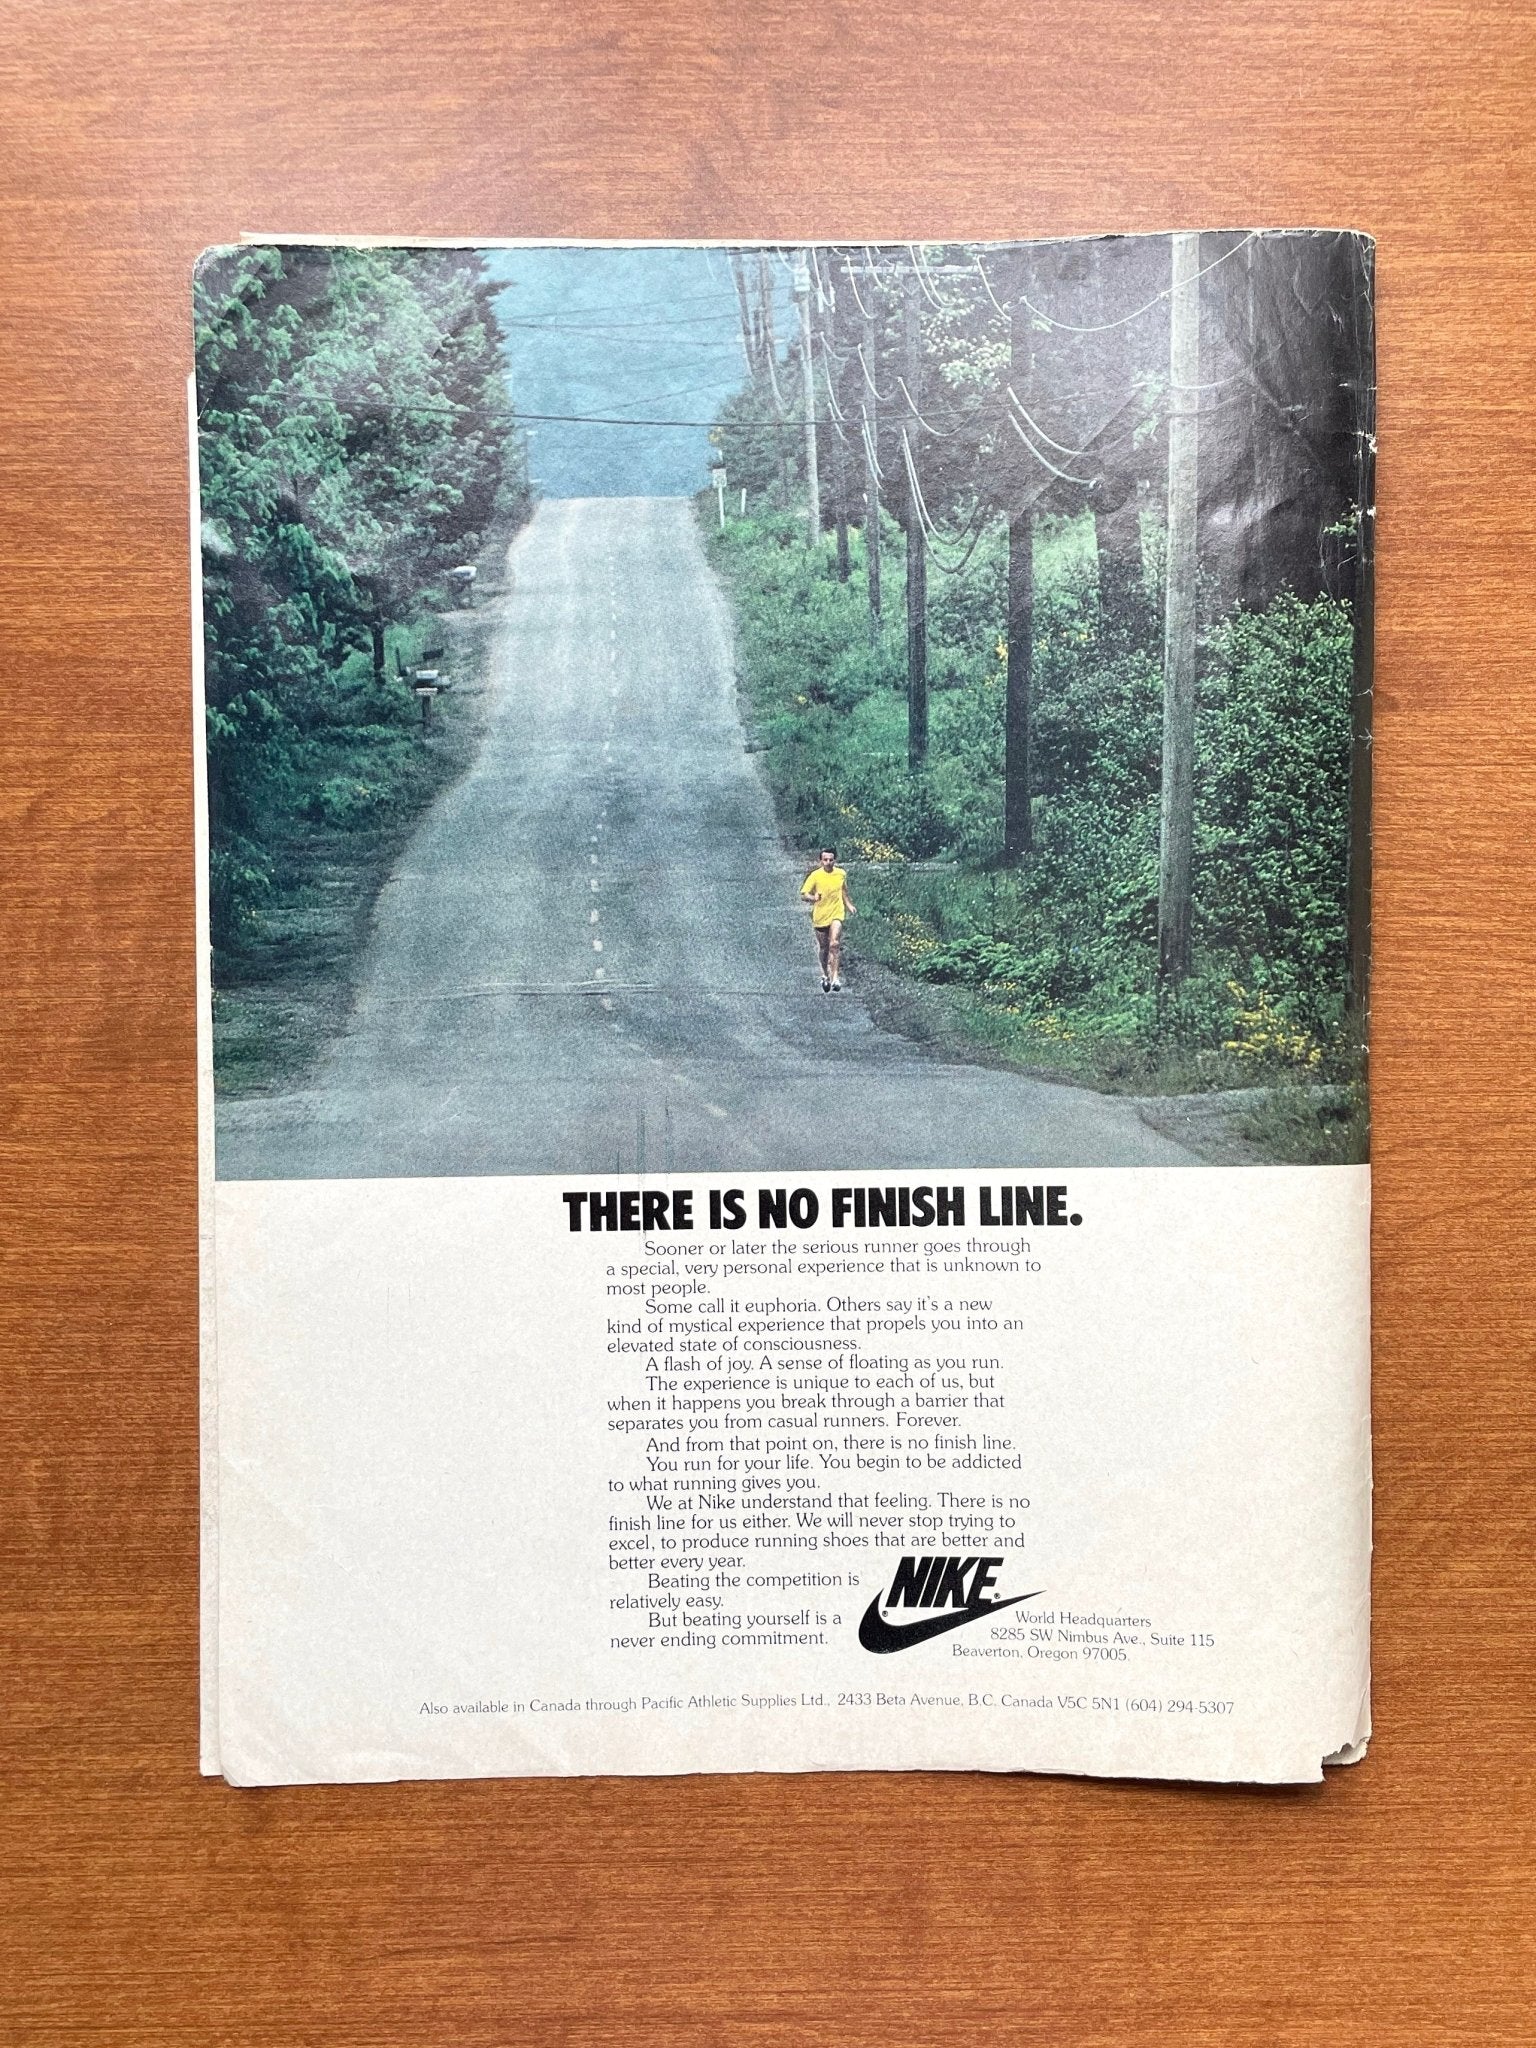 THERE IS NO FINISH LINE.
Sooner or later the serious runner goes through
a special, very personal experience that is unknown to
most people.
Some call it euphoria. Others say it's a new
kind of mystical experience that propels you into an
elevated state of consciousness.
A flash of joy. A sense of floating as you run.
The experience is unique to each of us, but
when it happens you break through a barrier that
separates you from casual runners. Forever.
And from that point on, there is no finish line.
You run for your life. You begin to be addicted
to what running gives you.
We at Nike understand that feeling. There is no
finish line for us either. We will never stop trying to
excel, to produce running shoes that are better and
better every year.
Beating the competition is
relatively easy.
But beating yourself is a
never ending commitment.
NIKE®
®
World Headquarters
8285 SW Nimbus Ave., Suite 115
Beaverton, Oregon 97005.
Also available in Canada through Pacific Athletic Supplies Ltd., 2433 Beta Avenue, B.C. Canada V5C 5N1 (604) 294-5307